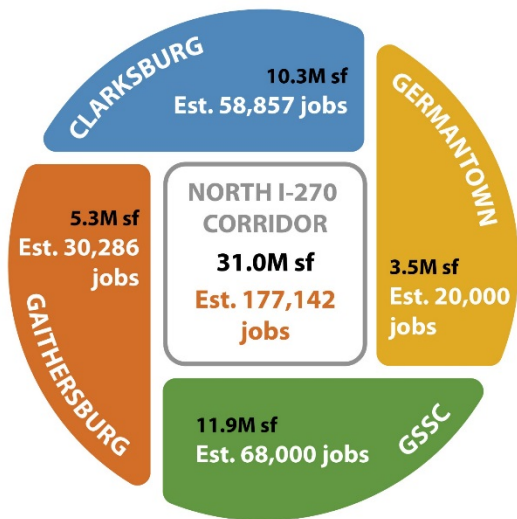 CLARKSBURG
10.3M sf
Est. 58,857 jobs
GERMANTOWN
3.5M sf
Est. 20,000
jobs
5.3M sf
Est. 30,286
jobs
GAITHERSBURG
NORTH I-270
CORRIDOR
31.0M sf
Est. 177,142
jobs
11.9M sf
Est. 68,000 jobs
GSSC